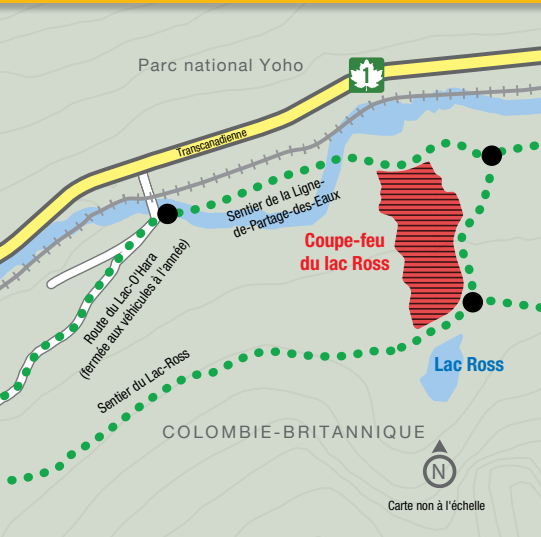 Parc national Yoho
1
Transcanadienne
Sentier de la Ligne-
de-Partage-des-Eaux
Coupe-feu
du lac Ross
Route du Lac-O'Hara
(fermée aux véhicules à l'année)
Sentier du Lac-Ross
Lac Ross
COLOMBIE-BRITANNIQUE
N
Carte non à l'échelle